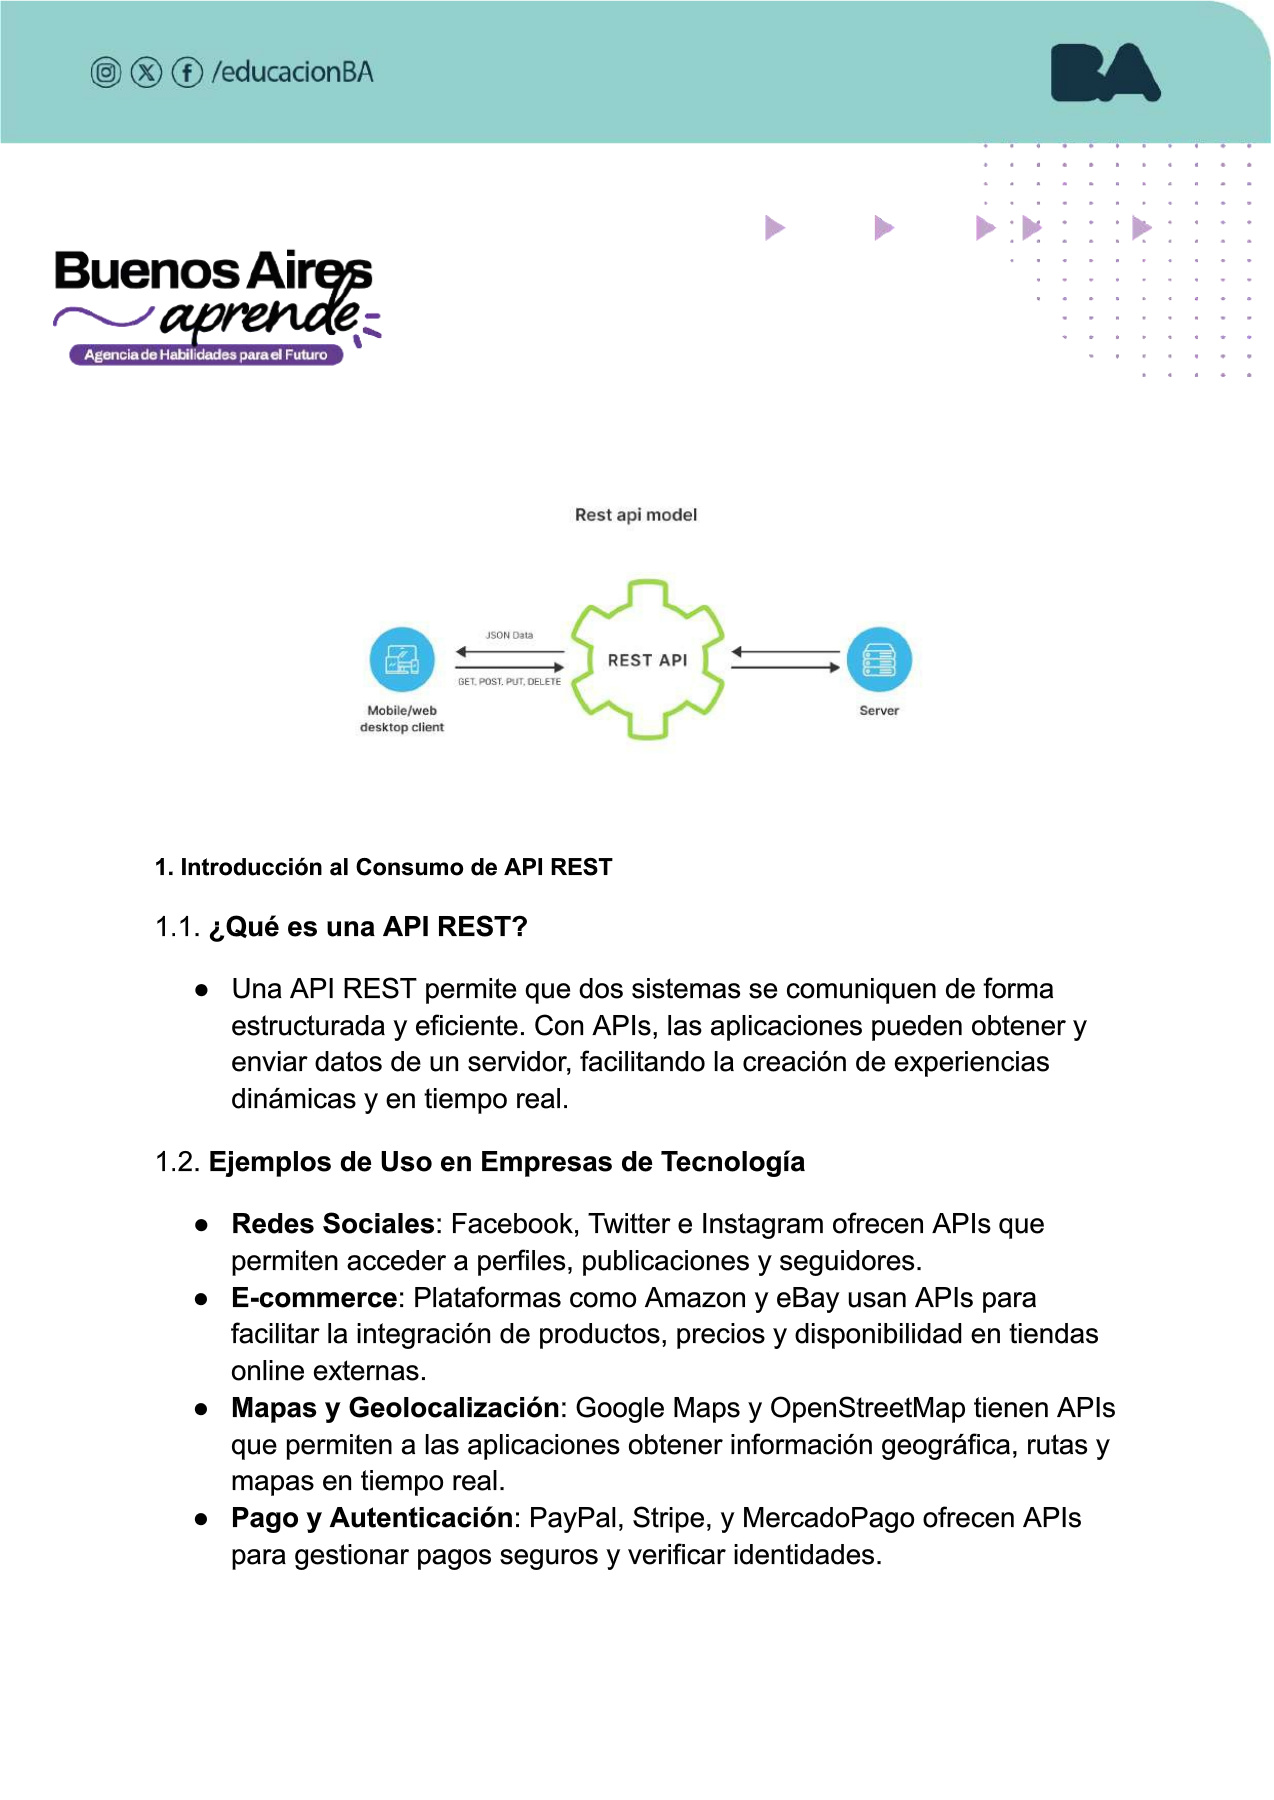 /educacionBA
BA
Buenos Aires
aprende
Agencia de Habilidades para el Futuro
Rest api model
JSON Data
REST API
GET, POST, PUT, DELETE
Mobile/web
desktop client
Server
1. Introducción al Consumo de API REST
1.1. ¿Qué es una API REST?
● Una API REST permite que dos sistemas se comuniquen de forma
estructurada y eficiente. Con APIs, las aplicaciones pueden obtener y
enviar datos de un servidor, facilitando la creación de experiencias
dinámicas y en tiempo real.
1.2. Ejemplos de Uso en Empresas de Tecnología
● Redes Sociales: Facebook, Twitter e Instagram ofrecen APIs que
permiten acceder a perfiles, publicaciones y seguidores.
● E-commerce: Plataformas como Amazon y eBay usan APIs para
facilitar la integración de productos, precios y disponibilidad en tiendas
online externas.
● Mapas y Geolocalización: Google Maps y OpenStreetMap tienen APIs
que permiten a las aplicaciones obtener información geográfica, rutas y
mapas en tiempo real.
● Pago y Autenticación: PayPal, Stripe, y MercadoPago ofrecen APIs
para gestionar pagos seguros y verificar identidades.